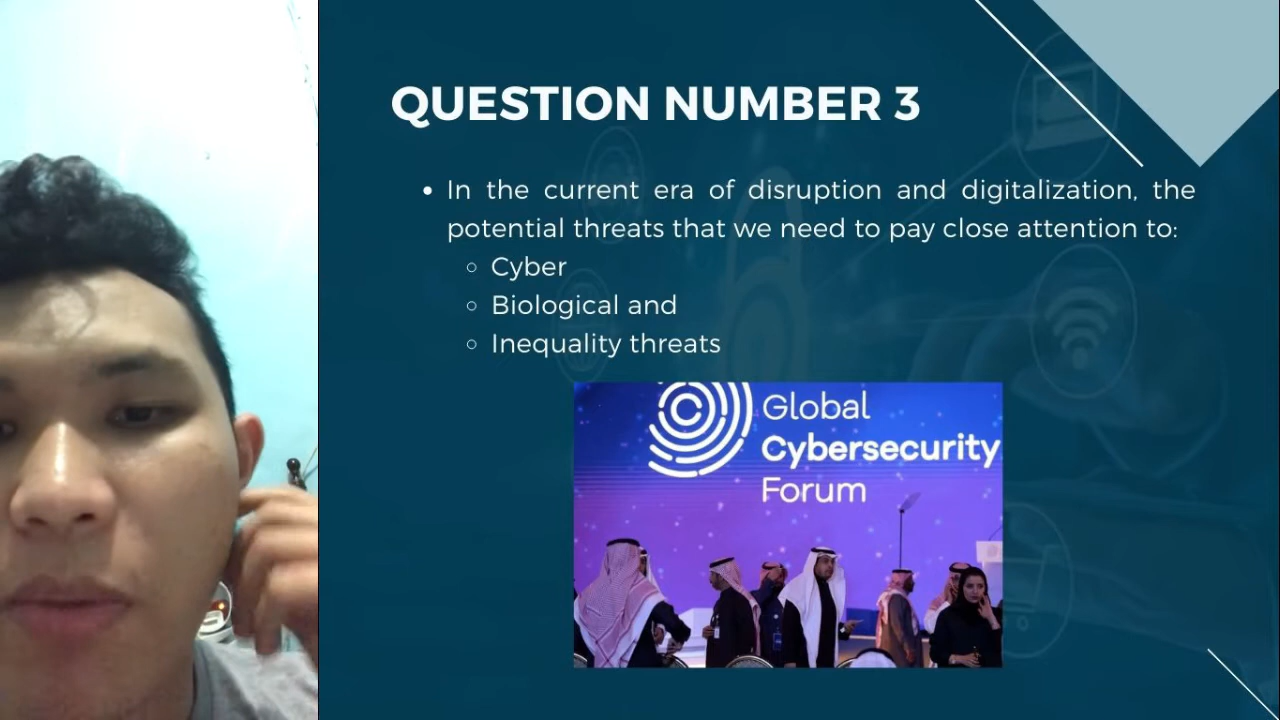 QUESTION NUMBER 3
• In the current era of disruption and digitalization, the
potential threats that we need to pay close attention to:
◦ Cyber
◦ Biological and
◦ Inequality threats
Global
Cybersecurity
Forum